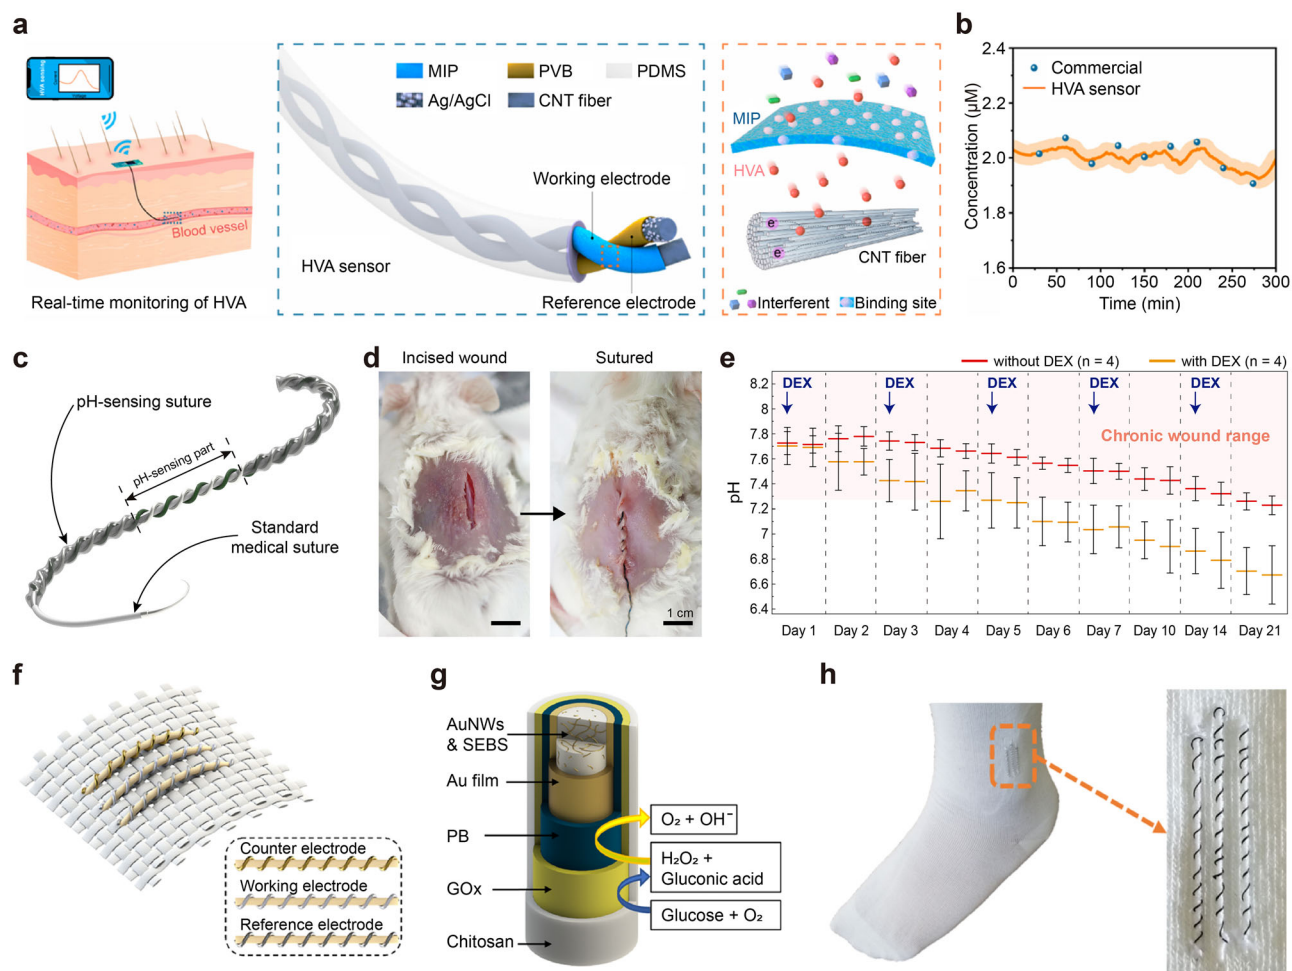 a
HVA sensing
Blood vessel
Real-time monitoring of HVA
MIP
PVB
PDMS
Ag/AgCl
CNT fiber
Working electrode
HVA sensor
Reference electrode
MIP
HVA
e⁻
e⁻
CNT fiber
Interferent
Binding site
b
Concentration (μM)
2.4
2.2
2.0
1.8
1.6
Commercial
HVA sensor
0 50 100 150 200 250 300
Time (min)
c
pH-sensing suture
pH-sensing part
Standard
medical suture
d
Incised wound
Sutured
1 cm
e
without DEX (n = 4)
with DEX (n = 4)
pH
8.2
8
7.8
7.6
7.4
7.2
7
6.8
6.6
6.4
DEX DEX DEX DEX DEX
Chronic wound range
Day 1 Day 2 Day 3 Day 4 Day 5 Day 6 Day 7 Day 10 Day 14 Day 21
f
Counter electrode
Working electrode
Reference electrode
g
AuNWs
& SEBS
Au film
PB
GOx
Chitosan
O₂ + OH⁻
H₂O₂ +
Gluconic acid
Glucose + O₂
h